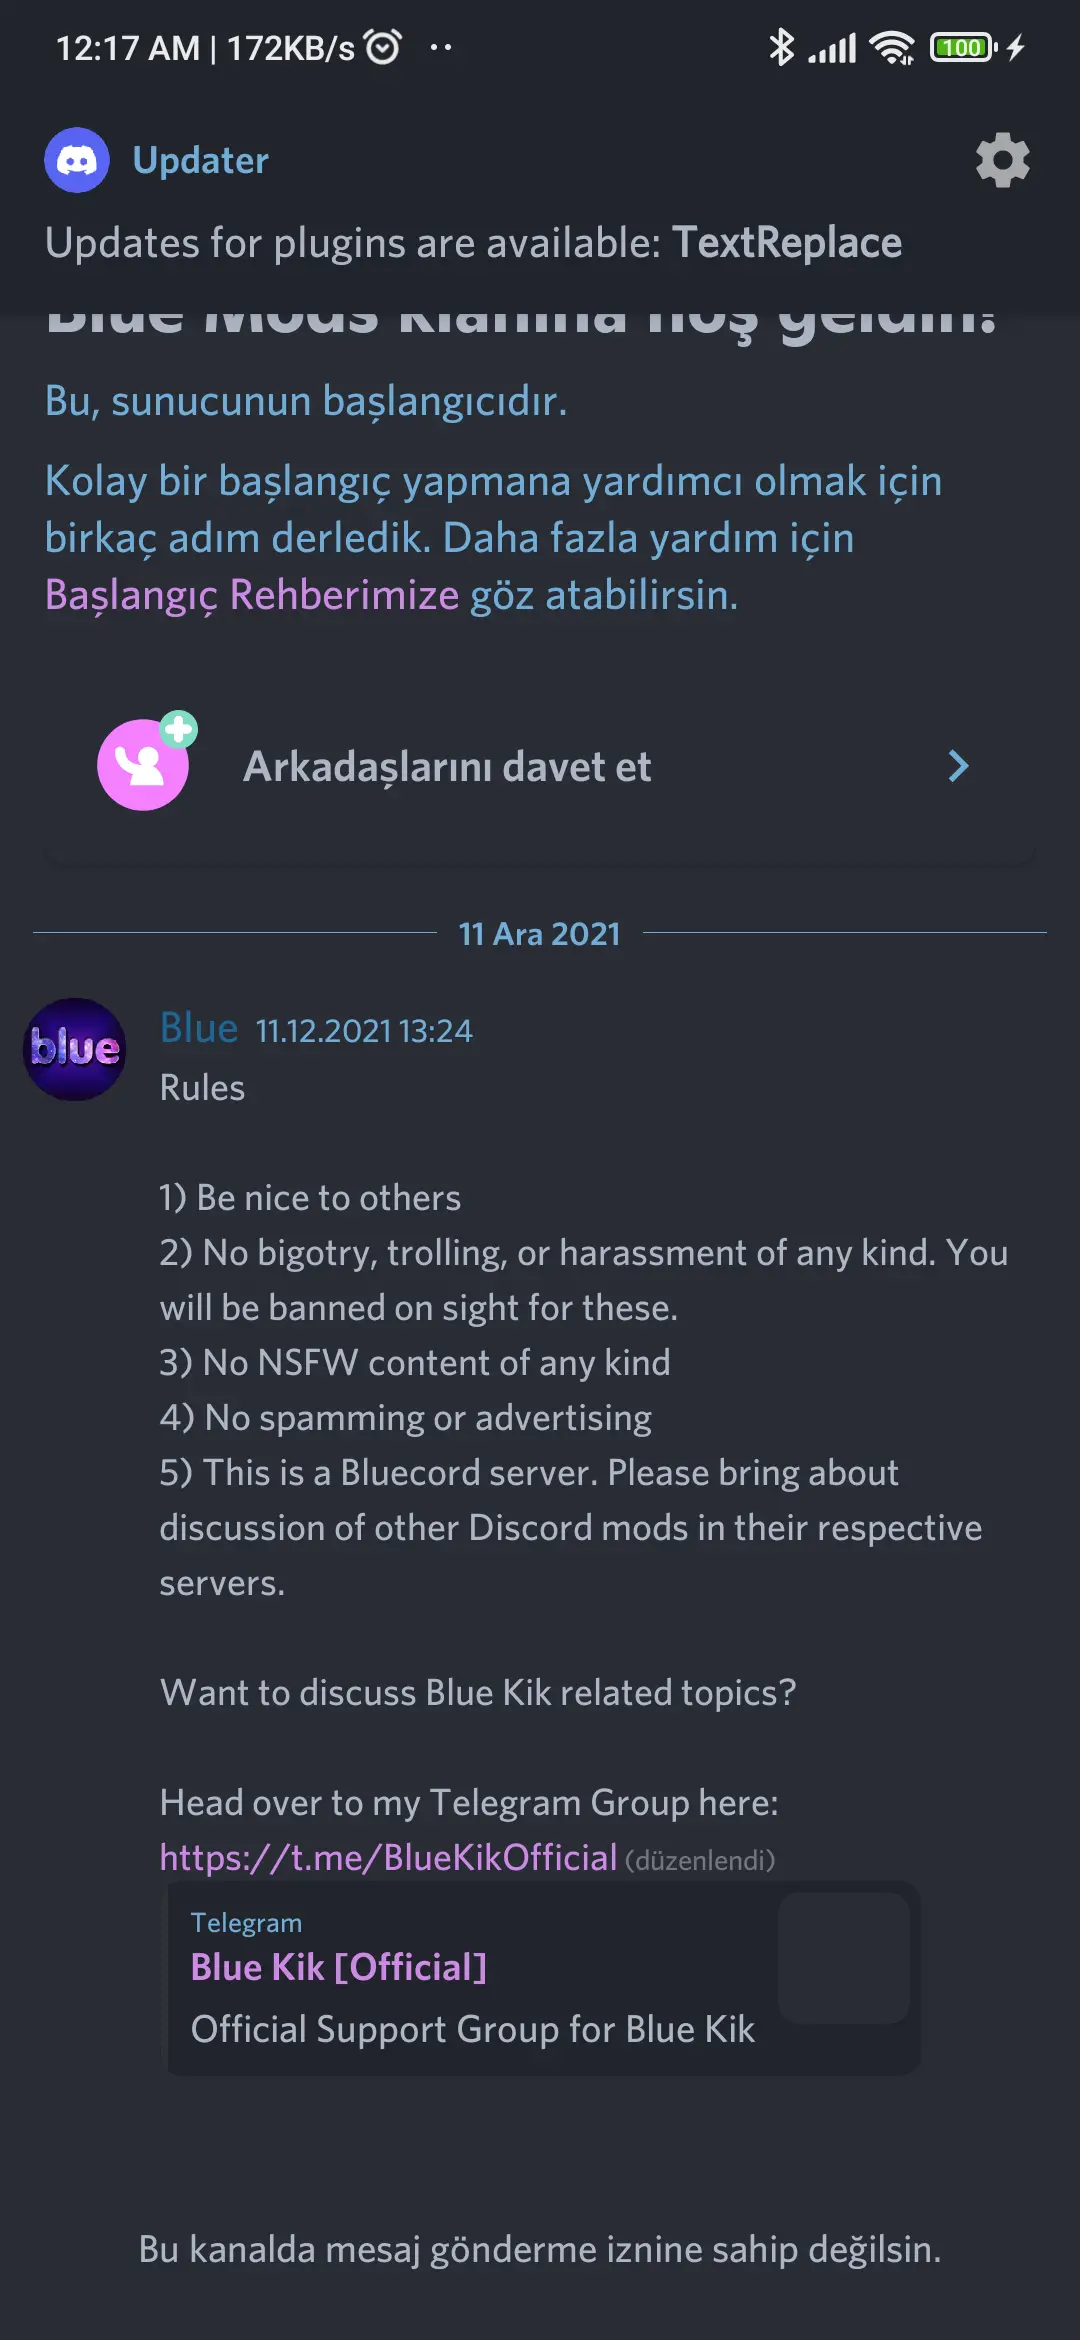 12:17 AM | 172KB/s
100
Updater
Updates for plugins are available: TextReplace
Blue Mods klanına hoş geldin!
Bu, sunucunun başlangıcıdır.
Kolay bir başlangıç yapmana yardımcı olmak için
birkaç adım derledik. Daha fazla yardım için
Başlangıç Rehberimize göz atabilirsin.
Arkadaşlarını davet et
11 Ara 2021
blue
Blue 11.12.2021 13:24
Rules
1) Be nice to others
2) No bigotry, trolling, or harassment of any kind. You
will be banned on sight for these.
3) No NSFW content of any kind
4) No spamming or advertising
5) This is a Bluecord server. Please bring about
discussion of other Discord mods in their respective
servers.
Want to discuss Blue Kik related topics?
Head over to my Telegram Group here:
https://t.me/BlueKikOfficial (düzenlendi)
Telegram
Blue Kik [Official]
Official Support Group for Blue Kik
Bu kanalda mesaj gönderme iznine sahip değilsin.